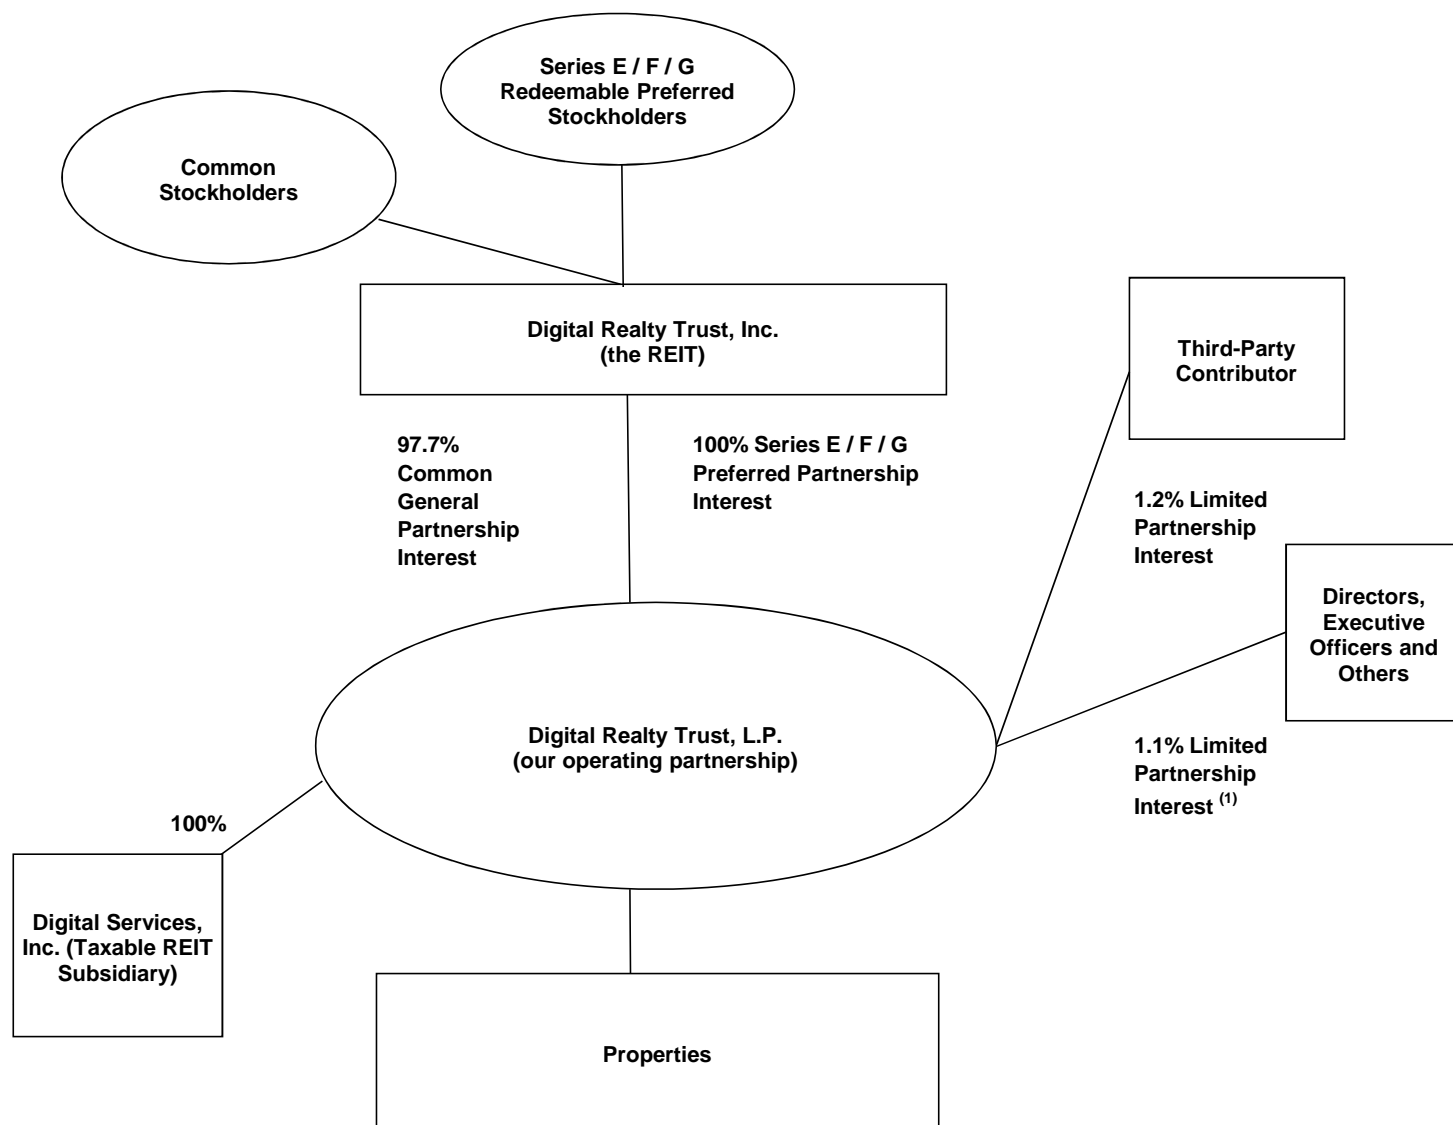 Series E / F / G
Redeemable Preferred
Stockholders
Common
Stockholders
Digital Realty Trust, Inc.
(the REIT)
Third-Party
Contributor
97.7%
Common
General
Partnership
Interest
100% Series E / F / G
Preferred Partnership
Interest
1.2% Limited
Partnership
Interest
Directors,
Executive
Officers and
Others
Digital Realty Trust, L.P.
(our operating partnership)
1.1% Limited
Partnership
Interest (1)
100%
Digital Services,
Inc. (Taxable REIT
Subsidiary)
Properties